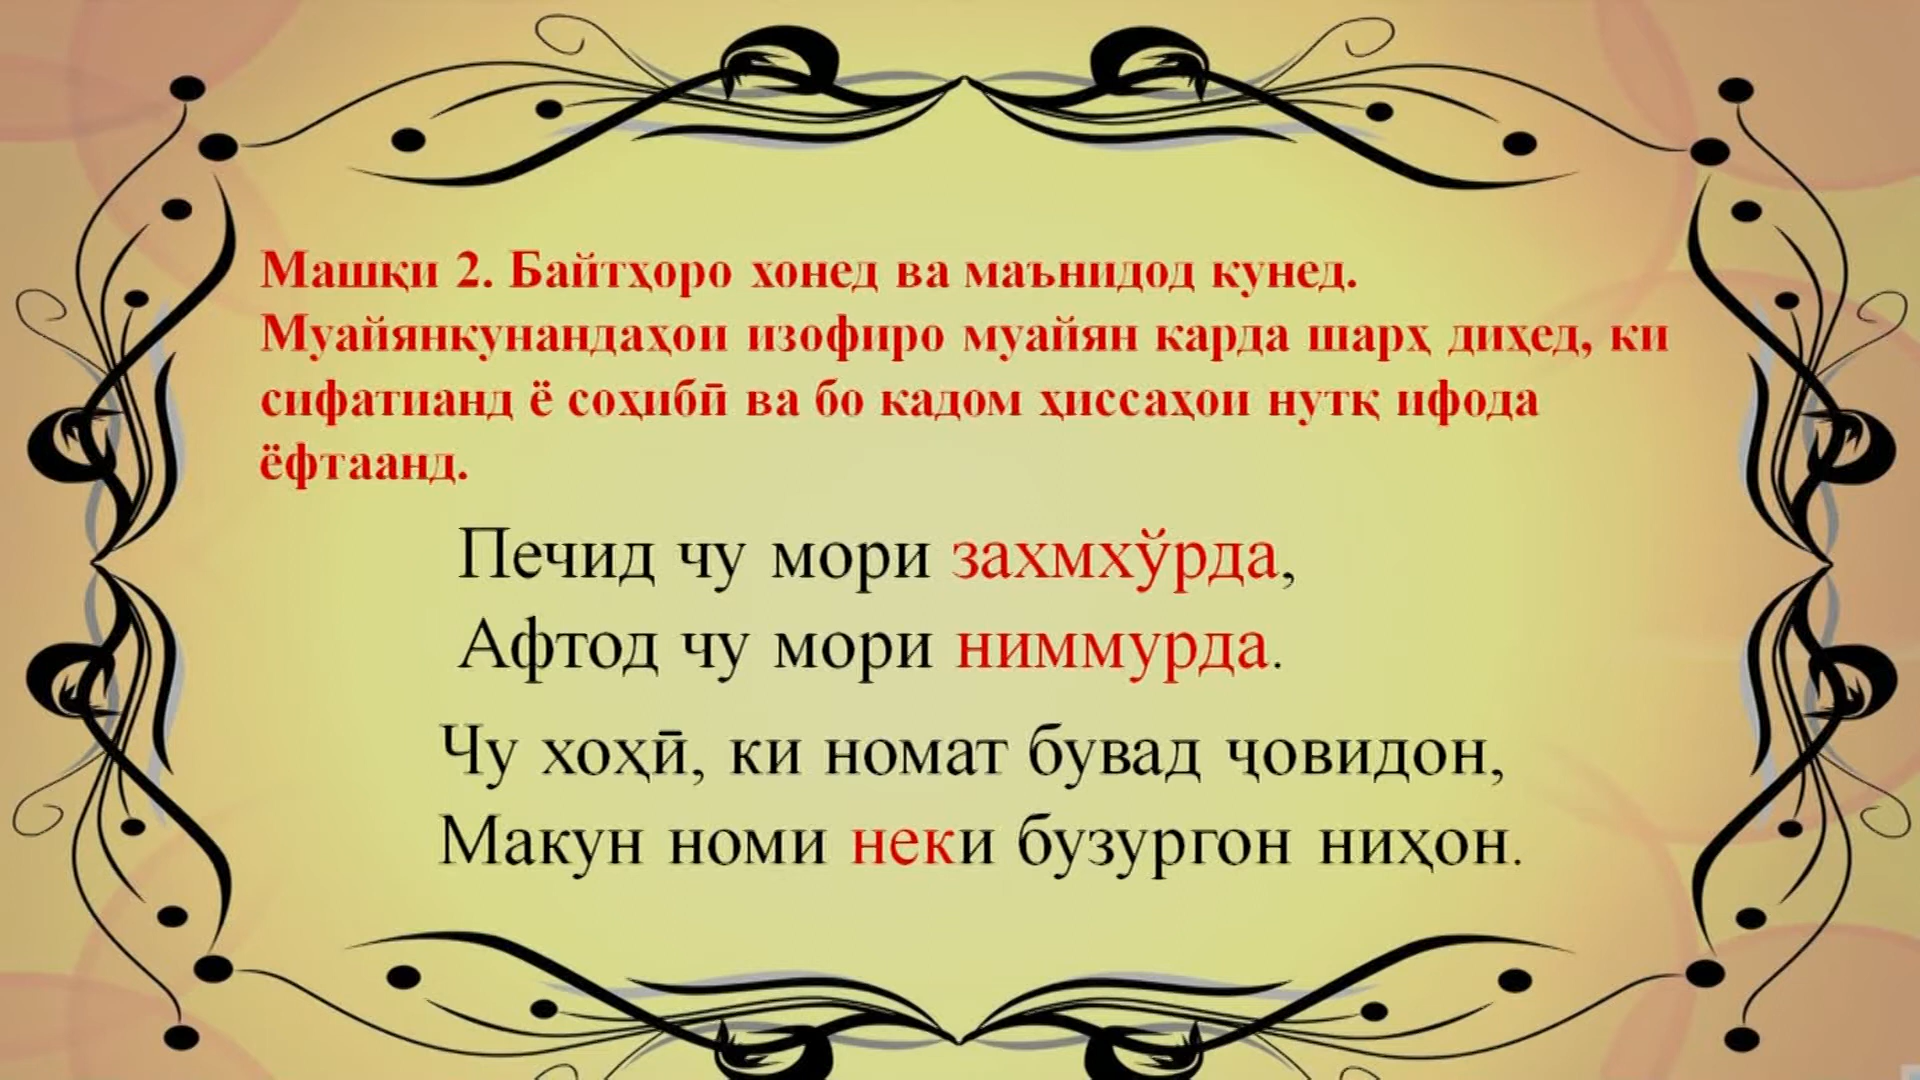 Машқи 2. Байтҳоро хонед ва маънидод кунед.
Муайянкунандаҳои изофиро муайян карда шарҳ диҳед, ки
сифатианд ё соҳибӣ ва бо кадом ҳиссаҳои нутқ ифода
ёфтаанд.
Печид чу мори захмхўрда,
Афтод чу мори ниммурда.
Чу хоҳӣ, ки номат бувад ҷовидон,
Макун номи неки бузургон ниҳон.